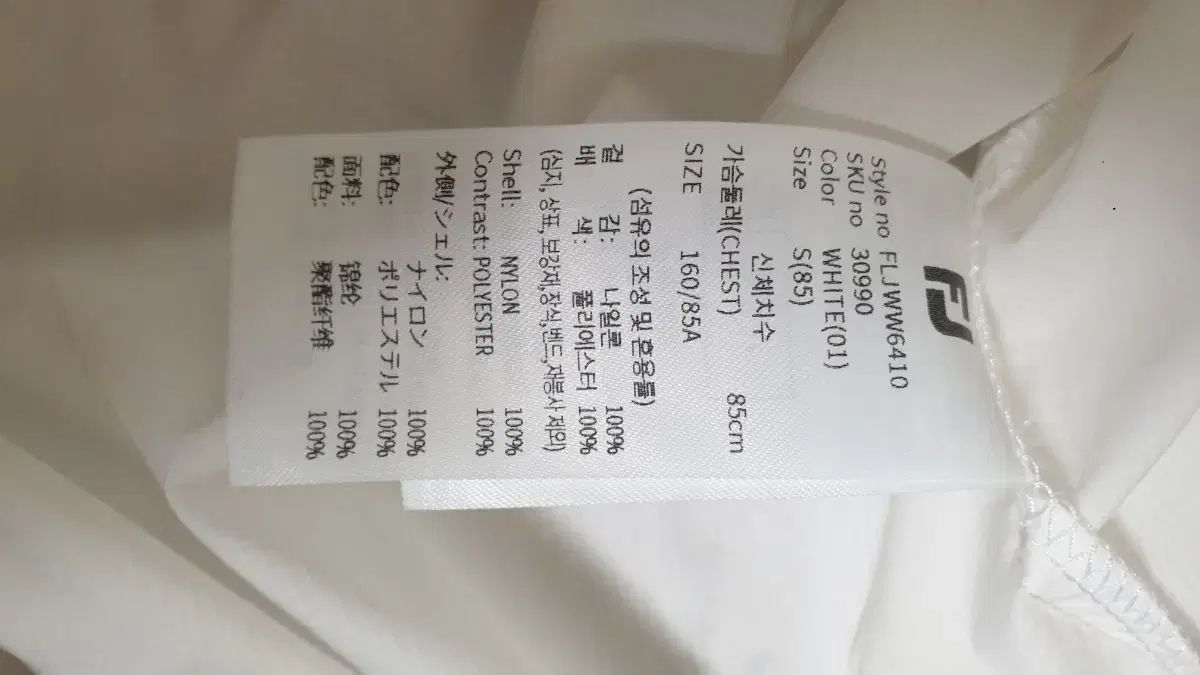 FJ
Style no FLJWW6410
SKU no 30990
Color WHITE(01)
Size S(85)
신체치수
가슴둘레(CHEST) 85cm
SIZE 160/85A
(섬유의 조성 및 혼용률)
겉 감: 나일론 100%
배 색: 폴리에스터 100%
(심지, 상표, 보강재,장식,밴드,재봉사 제외)
Shell: NYLON 100%
Contrast: POLYESTER 100%
外側/シェル:
ナイロン 100%
配色: ポリエステル 100%
面料: 锦纶 100%
配色: 聚酯纤维 100%